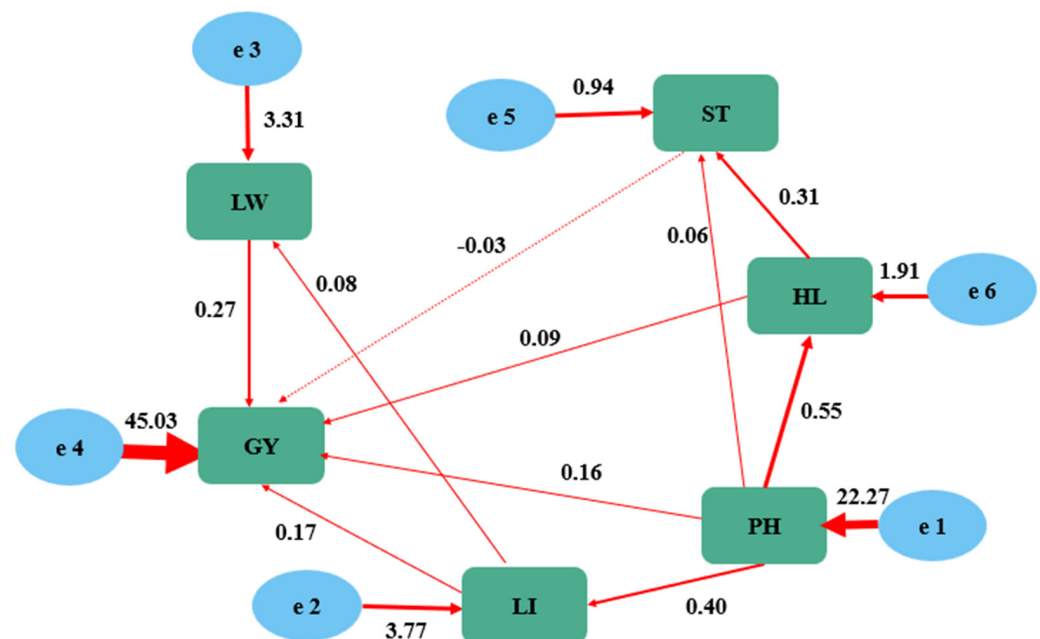 e 3
3.31
LW
0.94
e 5
ST
0.31
0.06
-0.03
0.08
0.27
1.91
HL
e 6
0.09
0.55
45.03
e 4
GY
0.16
22.27
PH
e 1
0.17
0.40
e 2
3.77
LI